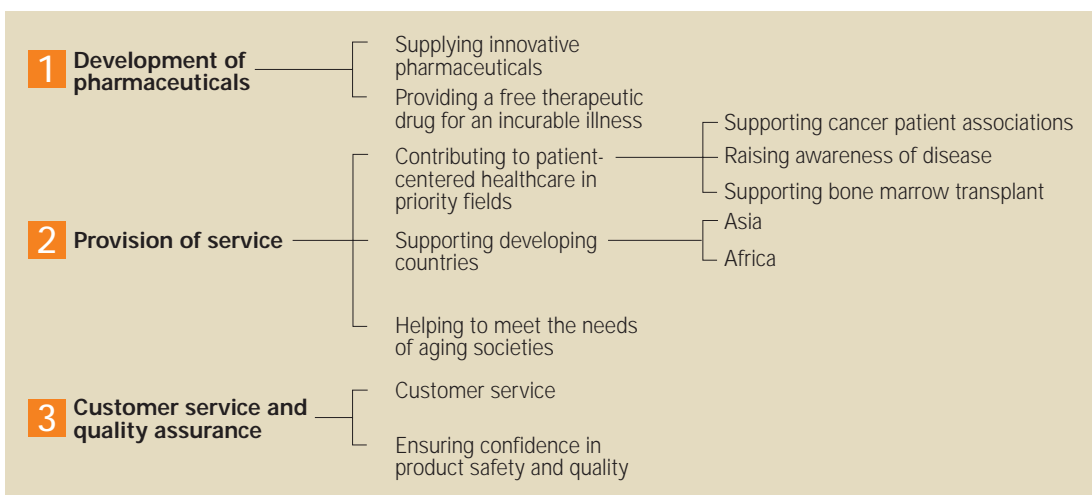 1
Development of
pharmaceuticals
Supplying innovative
pharmaceuticals
Providing a free therapeutic
drug for an incurable illness
2
Provision of service
Contributing to patient-
centered healthcare in
priority fields
Supporting cancer patient associations
Raising awareness of disease
Supporting bone marrow transplant
Supporting developing
countries
Asia
Africa
Helping to meet the needs
of aging societies
3
Customer service and
quality assurance
Customer service
Ensuring confidence in
product safety and quality